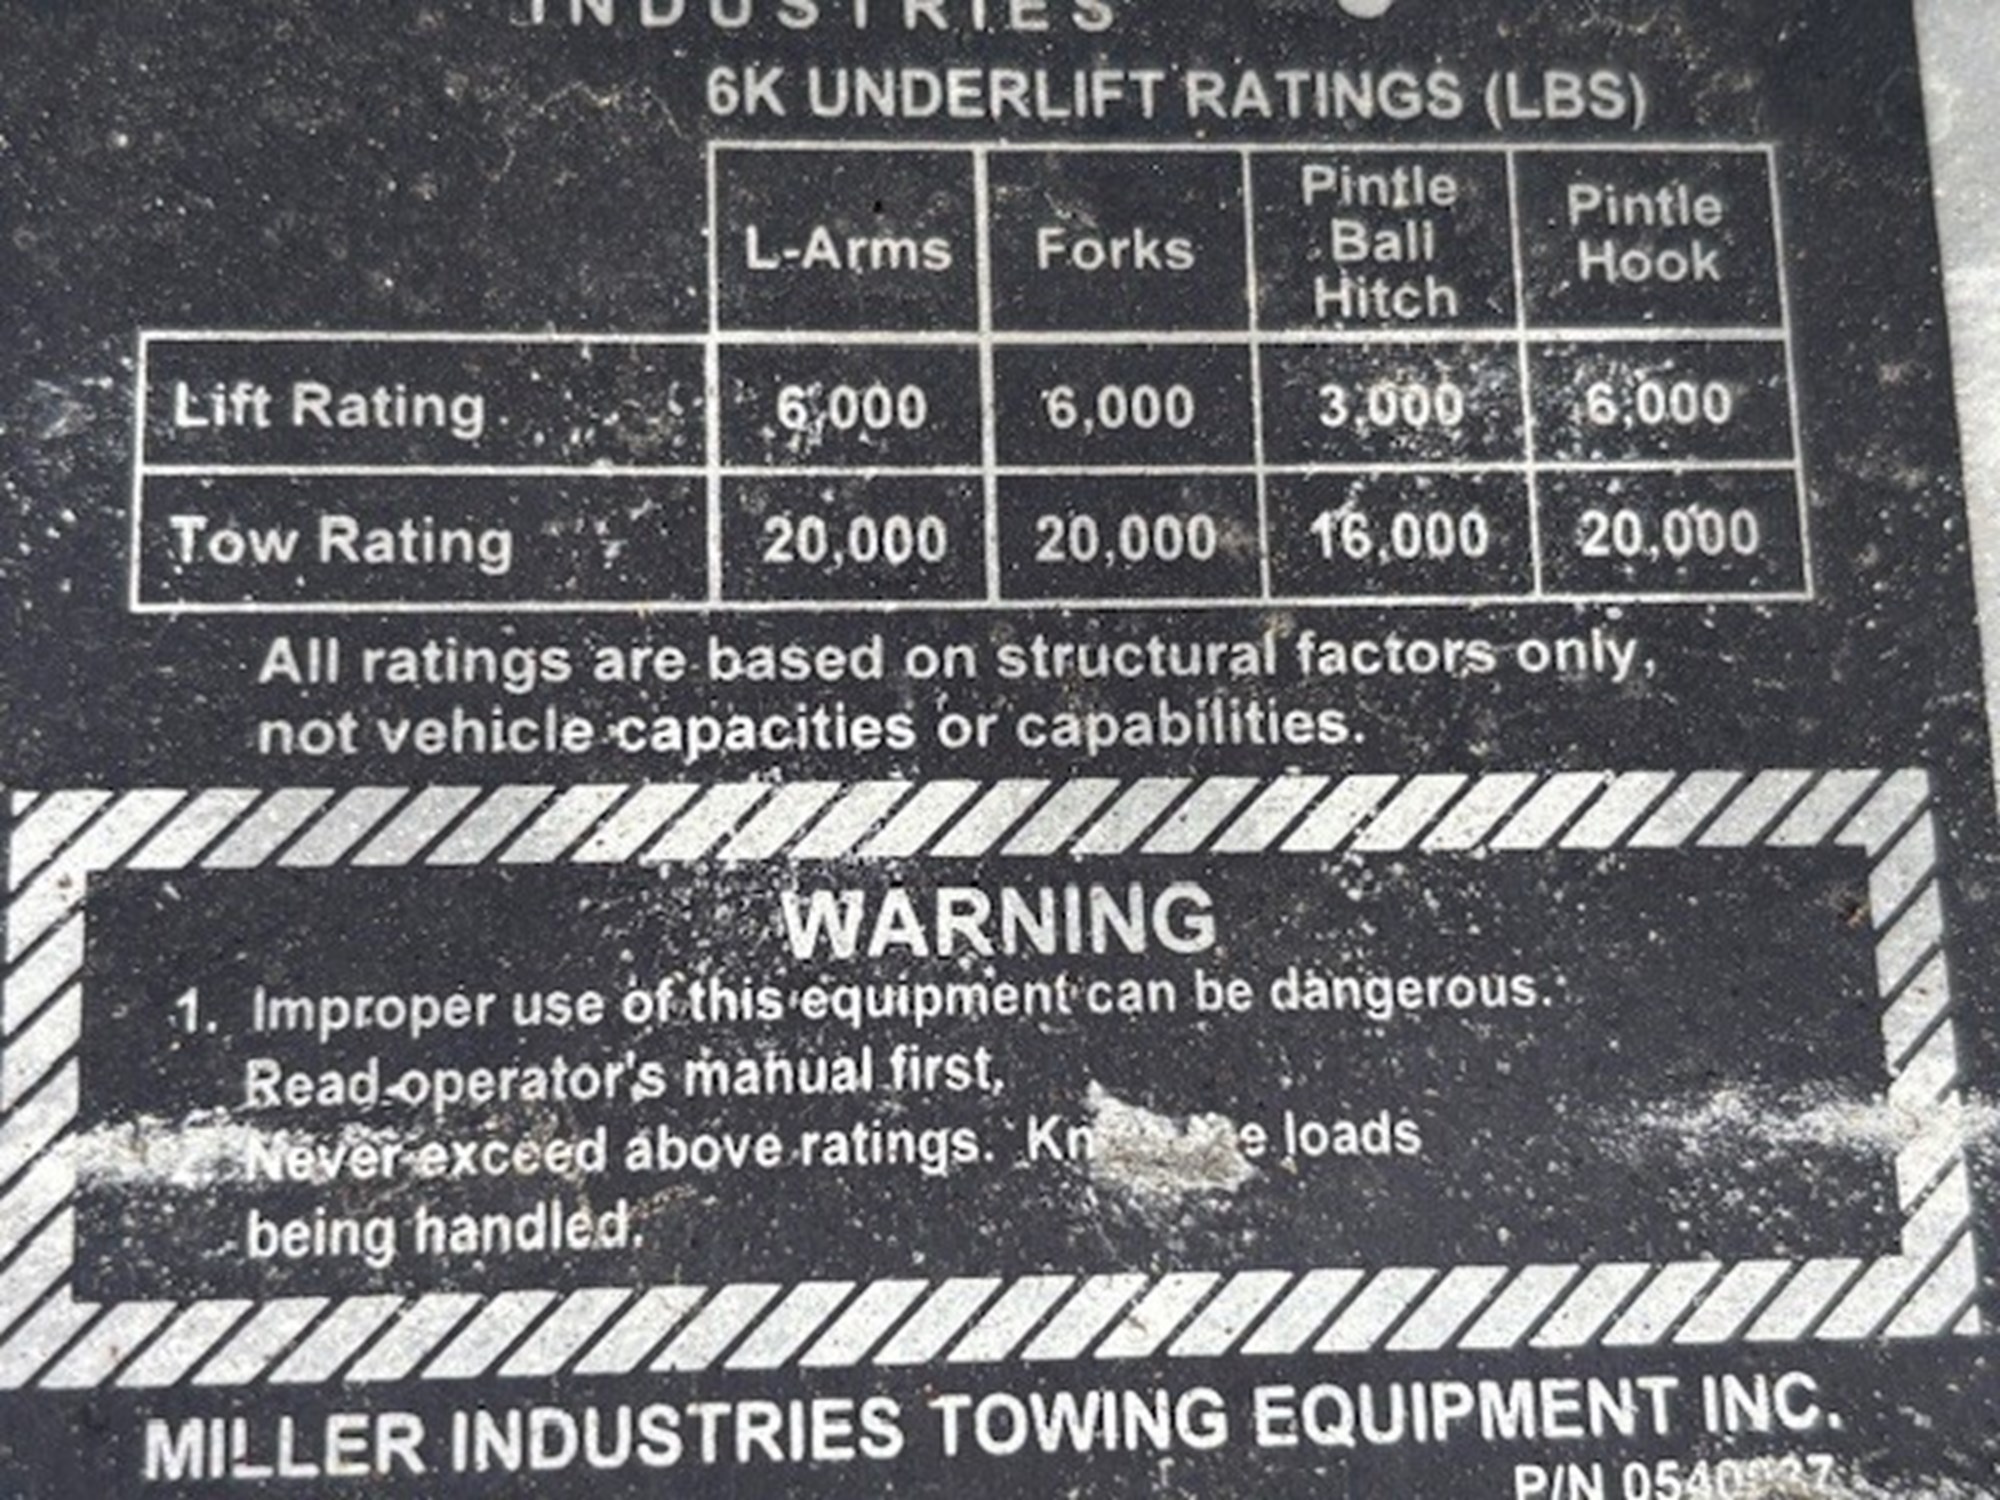 INDUSTRIES
6K UNDERLIFT RATINGS (LBS)
L-Arms Forks Pintle Ball Hitch Pintle Hook
Lift Rating 6,000 6,000 3,000 6,000
Tow Rating 20,000 20,000 16,000 20,000
All ratings are based on structural factors only,
not vehicle capacities or capabilities.
WARNING
1. Improper use of this equipment can be dangerous.
Read operator's manual first.
Never exceed above ratings. loads
being handled.
MILLER INDUSTRIES TOWING EQUIPMENT INC.
P/N